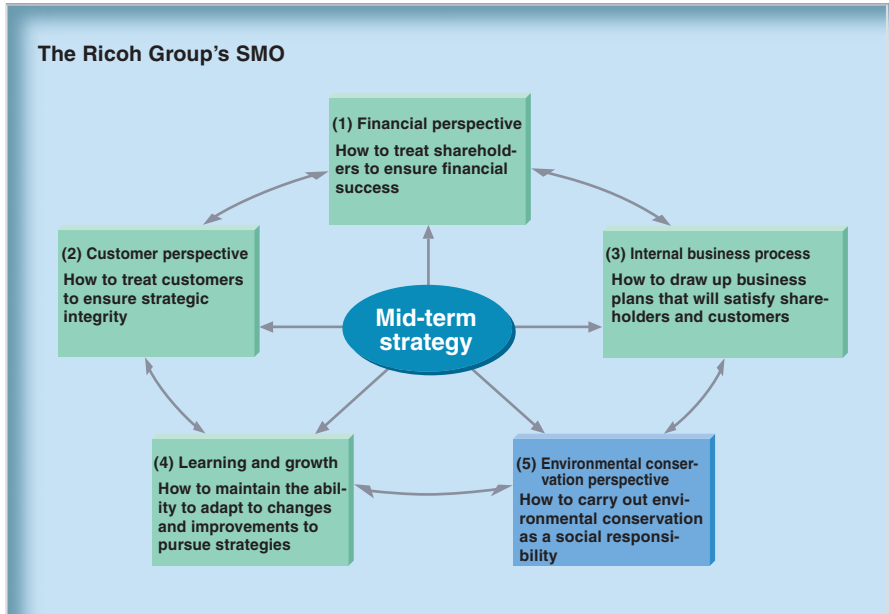 The Ricoh Group's SMO
(1) Financial perspective
How to treat sharehold-
ers to ensure financial
success
(2) Customer perspective
How to treat customers
to ensure strategic
integrity
(3) Internal business process
How to draw up business
plans that will satisfy share-
holders and customers
Mid-term
strategy
(4) Learning and growth
How to maintain the abil-
ity to adapt to changes
and improvements to
pursue strategies
(5) Environmental conser-
vation perspective
How to carry out envi-
ronmental conservation
as a social responsi-
bility